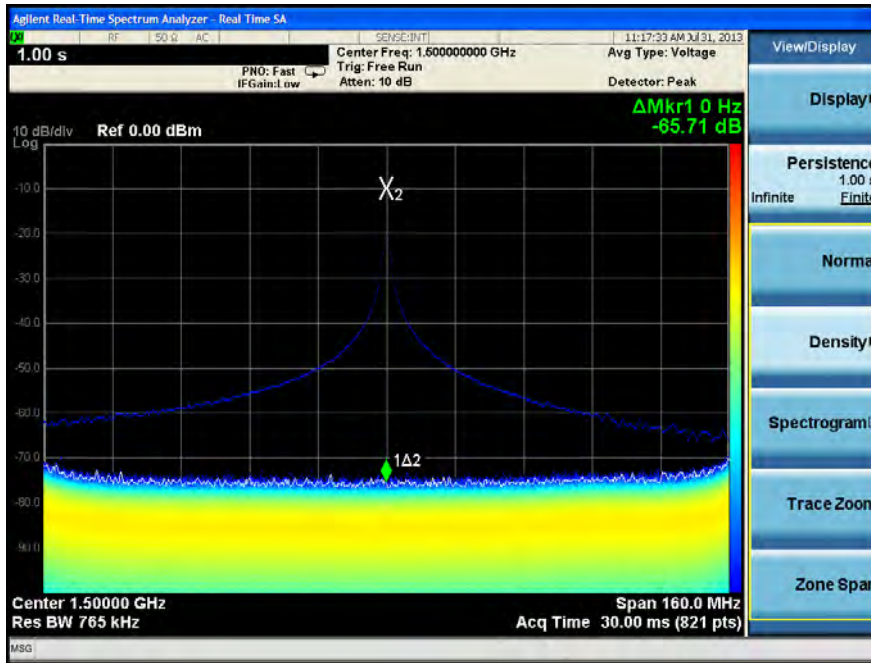 Agilent Real-Time Spectrum Analyzer - Real Time SA
RF 50 Ω AC SENSE:INT 11:17:33 AM Jul 31, 2013
1.00 s
Center Freq: 1.500000000 GHz
Avg Type: Voltage
PNO: Fast
Trig: Free Run
IFGain:Low
Atten: 10 dB
Detector: Peak
ΔMkr1 0 Hz
-65.71 dB
10 dB/div Ref 0.00 dBm
Log
-10.0
-20.0
-30.0
-40.0
-50.0
-60.0
-70.0
-80.0
-90.0
X2
1Δ2
Center 1.50000 GHz
Span 160.0 MHz
Res BW 765 kHz
Acq Time 30.00 ms (821 pts)
MSG
View/Display
Display
Persistence
1.00 s
Infinite Finite
Norma
Density
Spectrogram
Trace Zoom
Zone Span